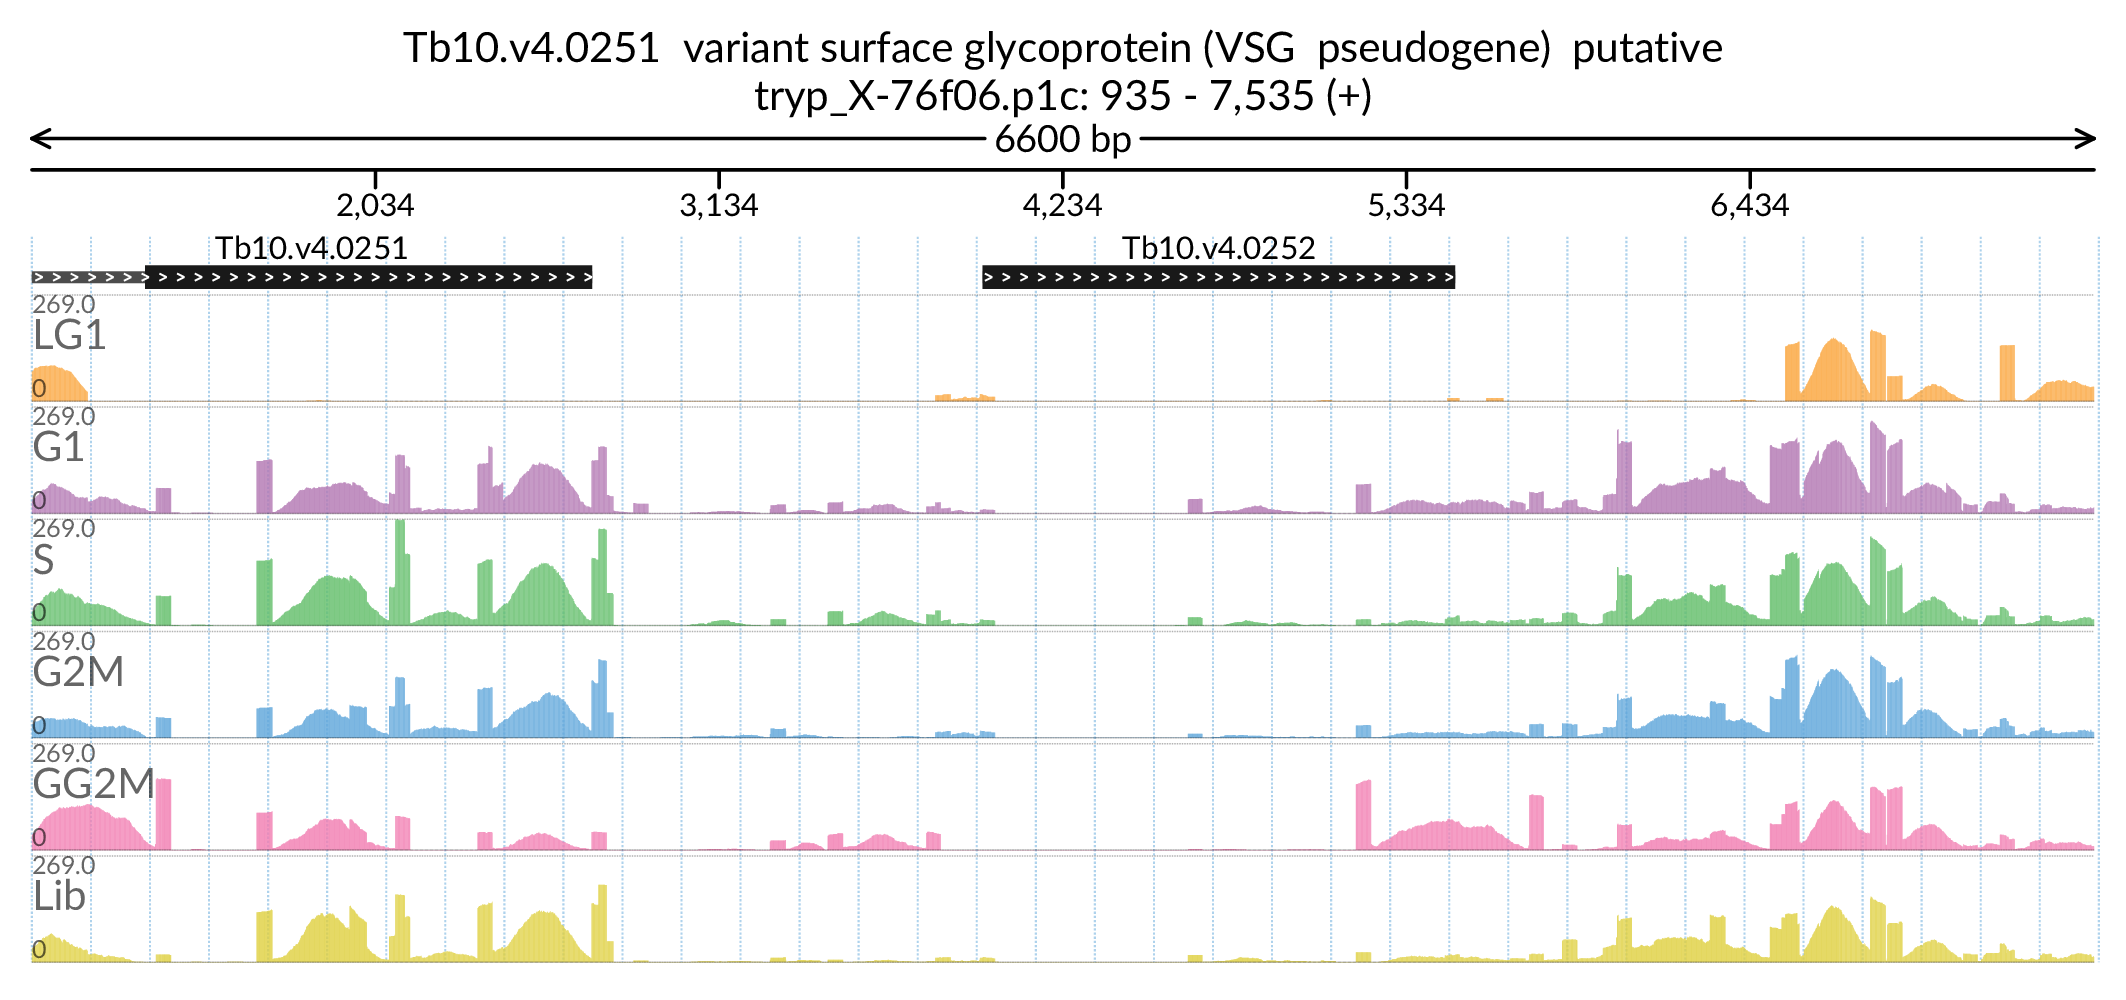 Tb10.v4.0251 variant surface glycoprotein (VSG pseudogene) putative
tryp_X-76f06.p1c: 935 - 7,535 (+)
6600 bp
2,034 3,134 4,234 5,334 6,434
Tb10.v4.0251 Tb10.v4.0252
269.0
LG1
0
269.0
G1
0
269.0
S
0
269.0
G2M
0
269.0
GG2M
0
269.0
Lib
0